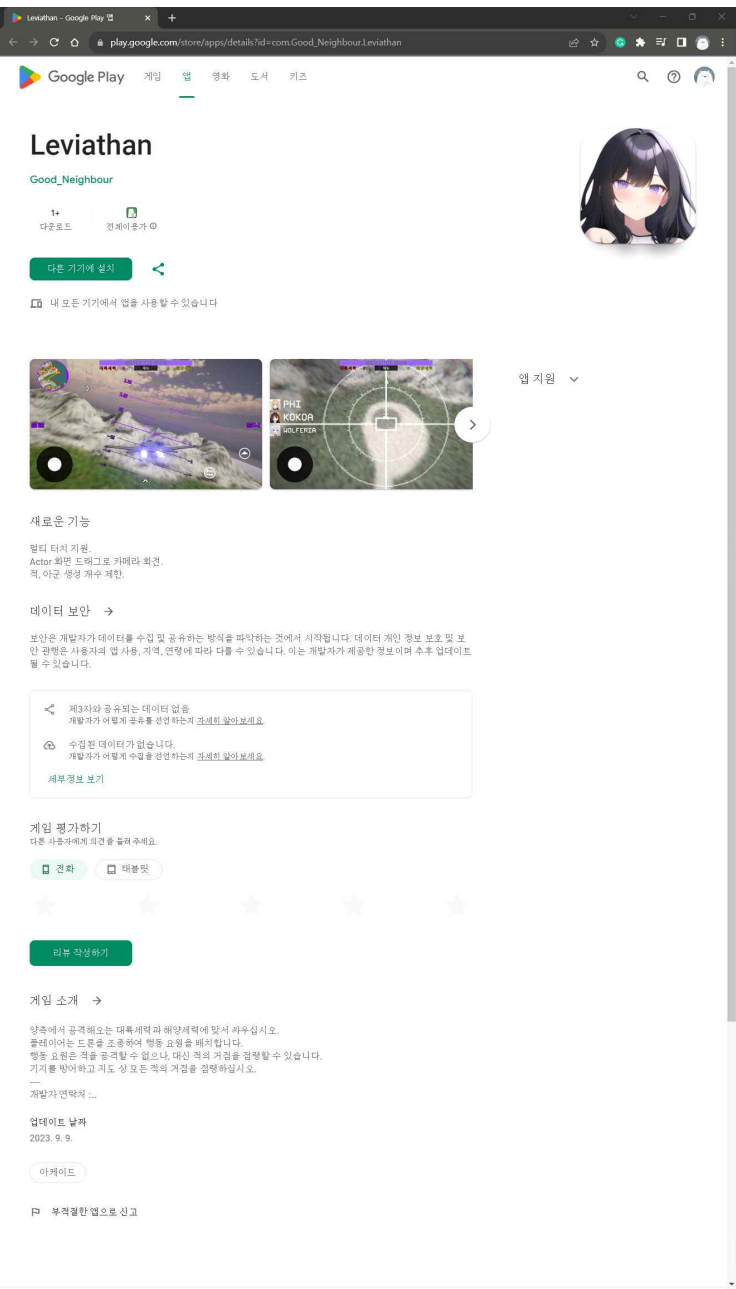 Leviathan - Google Play 앱
play.google.com/store/apps/details?id=com.Good_Neighbour.Leviathan
Google Play 게임 앱 영화 도서 키즈
Leviathan
Good_Neighbour
1+
다운로드
전체이용가
다른 기기에 설치
내 모든 기기에서 앱을 사용할 수 있습니다
PHI
KOKOA
WOLFERIA
앱 지원
새로운 기능
멀티 터치 지원.
Actor 화면 드래그로 카메라 회전.
적, 아군 생성 개수 제한.
데이터 보안
보안은 개발자가 데이터를 수집 및 공유하는 방식을 파악하는 것에서 시작됩니다. 데이터 개인 정보 보호 및 보
안 관행은 사용자의 앱 사용, 지역, 연령에 따라 다를 수 있습니다. 이는 개발자가 제공한 정보이며 추후 업데이트
될 수 있습니다.
제3자와 공유되는 데이터 없음
개발자가 어떻게 공유를 선언하는지 자세히 알아보세요.
수집된 데이터가 없습니다.
개발자가 어떻게 수집을 선언하는지 자세히 알아보세요.
세부정보 보기
게임 평가하기
다른 사용자에게 의견을 들려주세요.
전화 태블릿
리뷰 작성하기
게임 소개
양측에서 공격해오는 대륙세력과 해양세력에 맞서 싸우십시오.
플레이어는 드론을 조종하여 행동 요원을 배치합니다.
행동 요원은 적을 공격할 수 없으나, 대신 적의 거점을 점령할 수 있습니다.
기지를 방어하고 지도 상 모든 적의 거점을 점령하십시오.
—
개발자 연락처 :...
업데이트 날짜
2023. 9. 9.
아케이드
부적절한 앱으로 신고